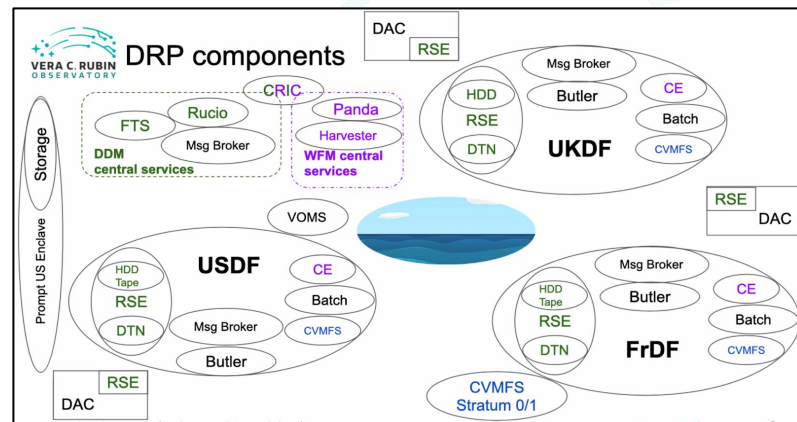 VERA C. RUBIN
OBSERVATORY
DRP components
DAC
RSE
CRIC
FTS
Rucio
Msg Broker
DDM
central services
Panda
Harvester
WFM central
services
Storage
Prompt US Enclave
VOMS
Msg Broker
Butler
HDD
RSE
DTN
UKDF
CE
Batch
CVMFS
RSE
DAC
USDF
HDD
Tape
RSE
DTN
Msg Broker
Butler
CE
Batch
CVMFS
RSE
DAC
Msg Broker
Butler
HDD
Tape
RSE
DTN
FrDF
CE
Batch
CVMFS
CVMFS
Stratum 0/1